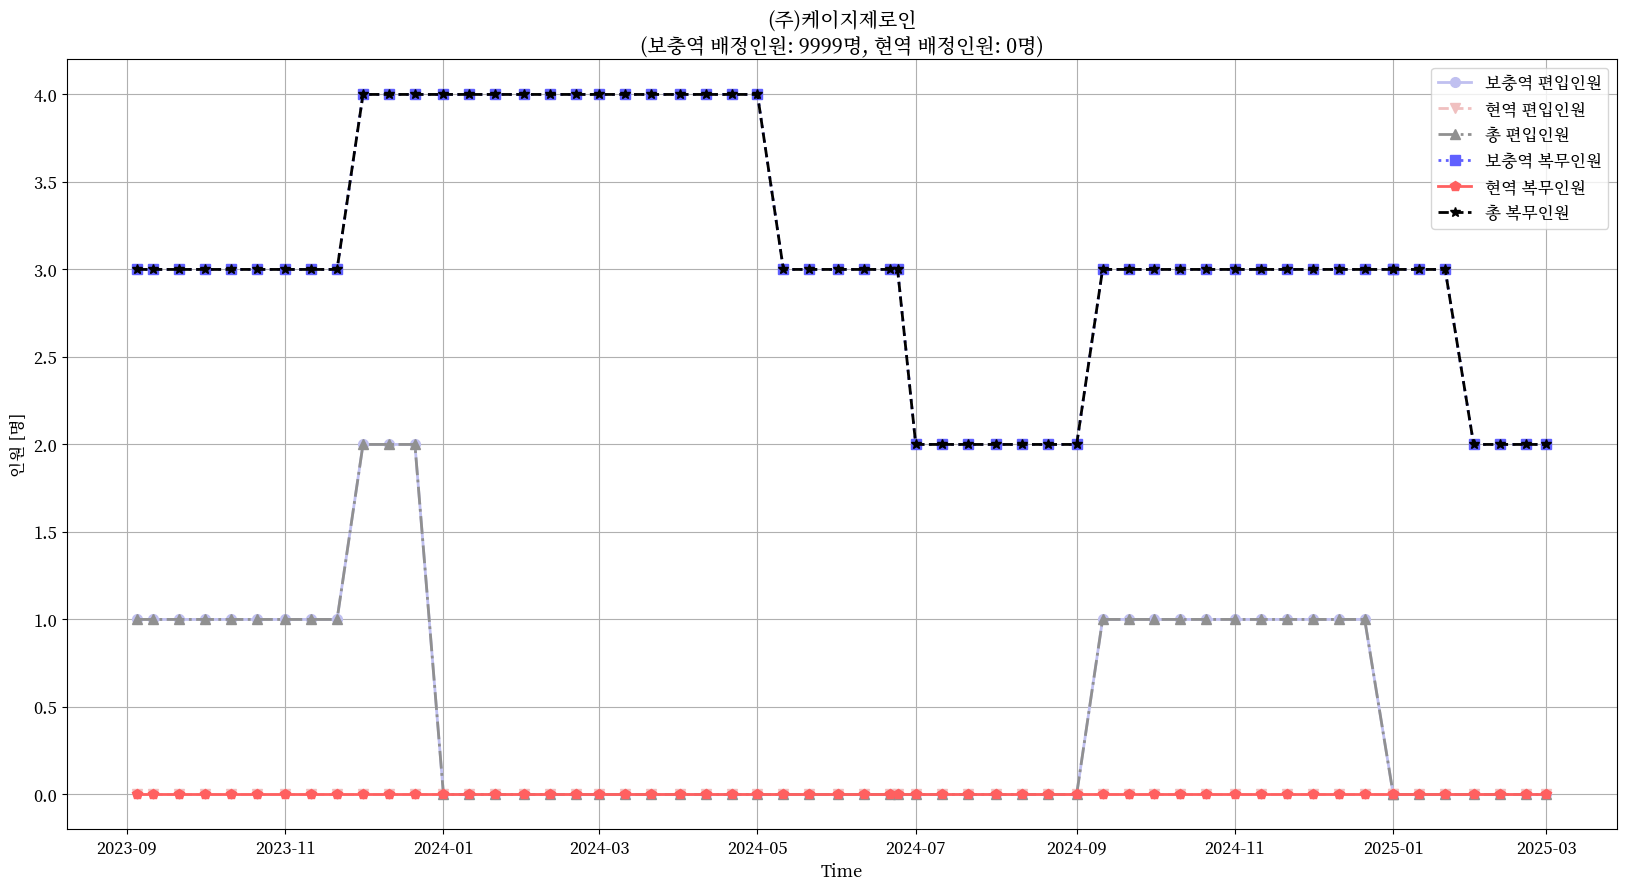 (주)케이지제로인
(보충역 배정인원: 9999명, 현역 배정인원: 0명)
보충역 편입인원
현역 편입인원
총 편입인원
보충역 복무인원
현역 복무인원
총 복무인원
인원 [명]
4.0
3.5
3.0
2.5
2.0
1.5
1.0
0.5
0.0
2023-09 2023-11 2024-01 2024-03 2024-05 2024-07 2024-09 2024-11 2025-01 2025-03
Time